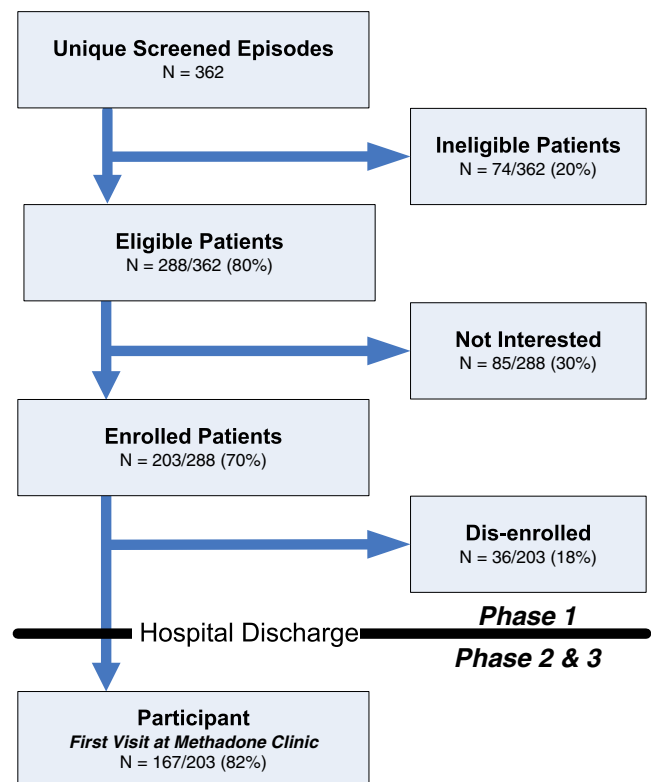 Unique Screened Episodes
N = 362
Ineligible Patients
N = 74/362 (20%)
Eligible Patients
N = 288/362 (80%)
Not Interested
N = 85/288 (30%)
Enrolled Patients
N = 203/288 (70%)
Dis-enrolled
N = 36/203 (18%)
Phase 1
Hospital Discharge
Phase 2 & 3
Participant
First Visit at Methadone Clinic
N = 167/203 (82%)